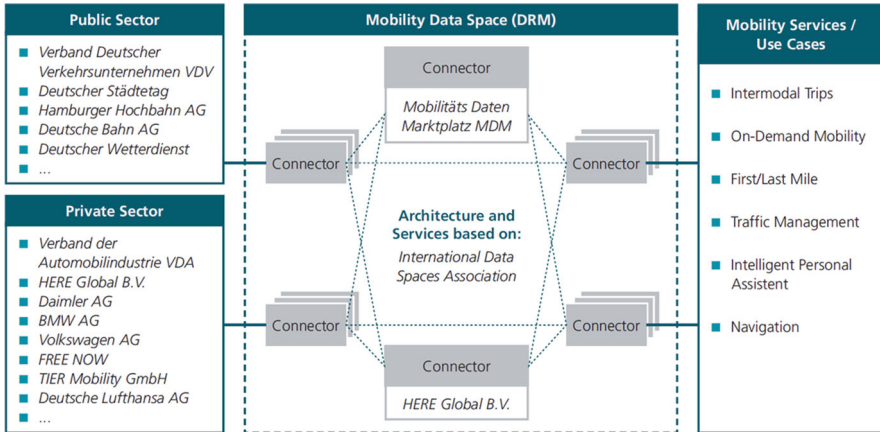 Public Sector
Verband Deutscher
Verkehrsunternehmen VDV
Deutscher Städtetag
Hamburger Hochbahn AG
Deutsche Bahn AG
Deutscher Wetterdienst
...
Private Sector
Verband der
Automobilindustrie VDA
HERE Global B.V.
Daimler AG
BMW AG
Volkswagen AG
FREE NOW
TIER Mobility GmbH
Deutsche Lufthansa AG
...
Mobility Data Space (DRM)
Connector
Mobilitäts Daten
Marktplatz MDM
Connector
Connector
Architecture and
Services based on:
International Data
Spaces Association
Connector
Connector
Connector
HERE Global B.V.
Mobility Services /
Use Cases
Intermodal Trips
On-Demand Mobility
First/Last Mile
Traffic Management
Intelligent Personal
Assistent
Navigation